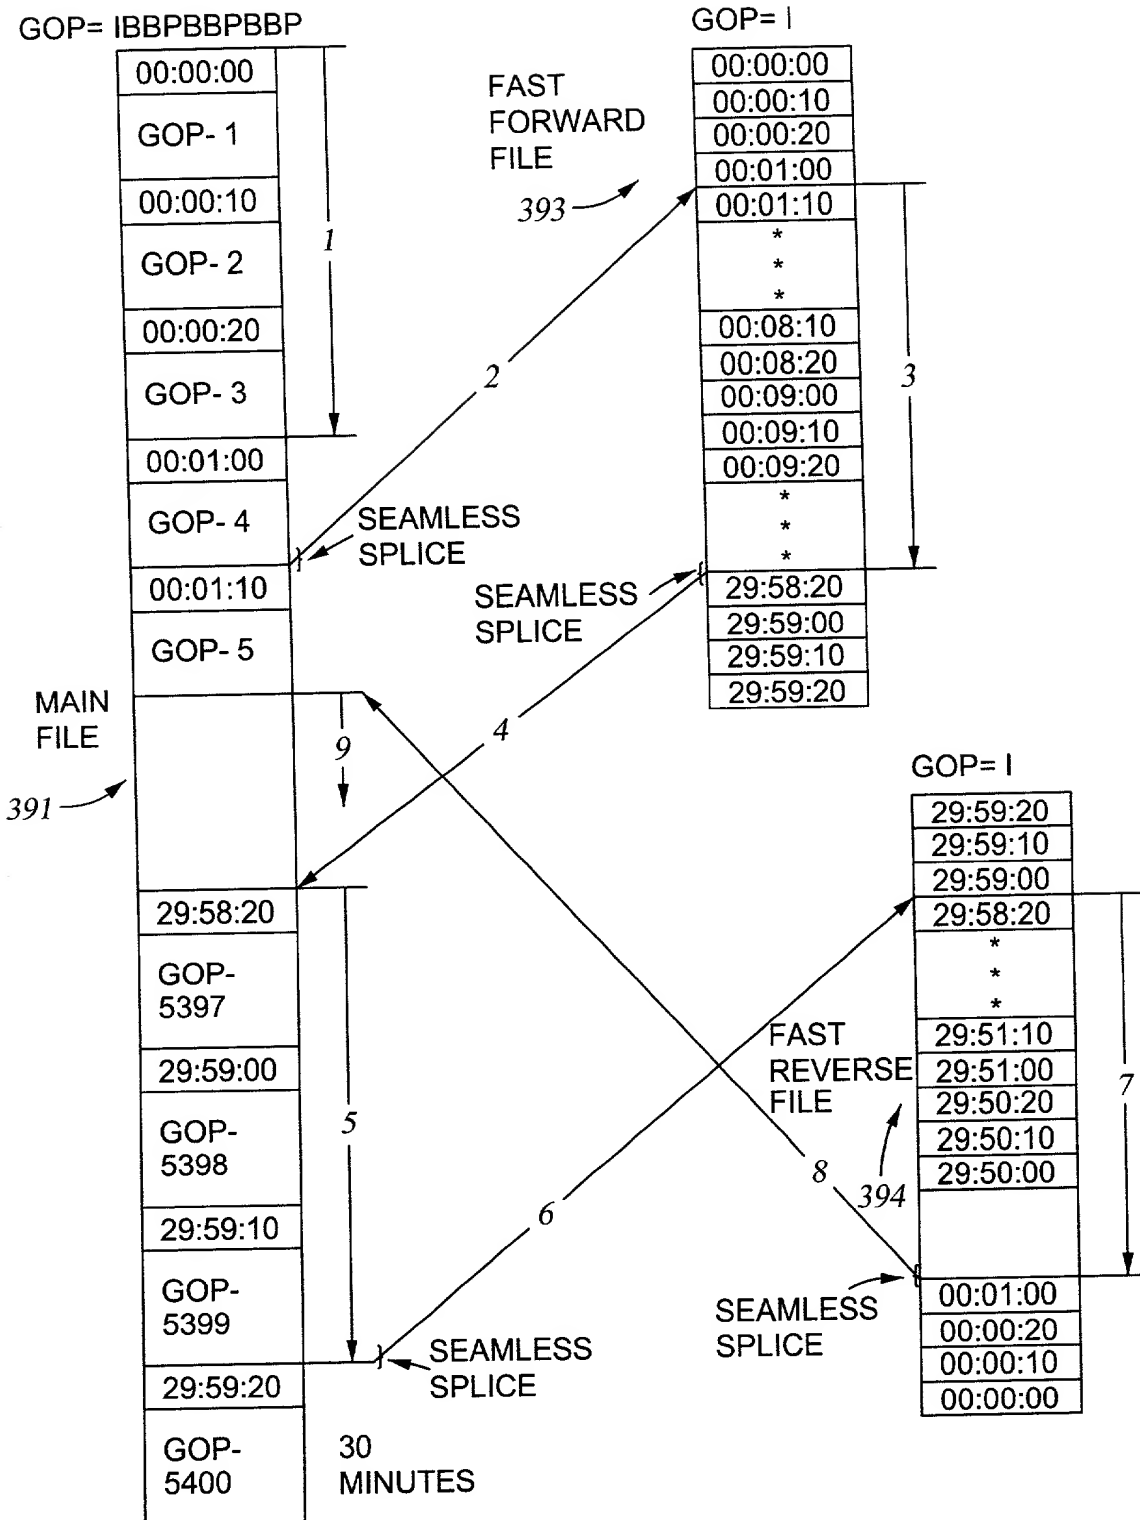 GOP= IBBPBBPBBP
00:00:00
GOP- 1
00:00:10
GOP- 2
00:00:20
GOP- 3
00:01:00
GOP- 4
00:01:10
GOP- 5
MAIN
FILE
391
29:58:20
GOP-
5397
29:59:00
GOP-
5398
29:59:10
GOP-
5399
29:59:20
GOP-
5400
30
MINUTES
1
2
SEAMLESS
SPLICE
FAST
FORWARD
FILE
393
GOP= I
00:00:00
00:00:10
00:00:20
00:01:00
00:01:10
*
*
*
00:08:10
00:08:20
00:09:00
00:09:10
00:09:20
*
*
*
29:58:20
29:59:00
29:59:10
29:59:20
3
SEAMLESS
SPLICE
4
9
5
6
SEAMLESS
SPLICE
GOP= I
29:59:20
29:59:10
29:59:00
29:58:20
*
*
*
29:51:10
29:51:00
29:50:20
29:50:10
29:50:00
00:01:00
00:00:20
00:00:10
00:00:00
FAST
REVERSE
FILE
394
7
8
SEAMLESS
SPLICE